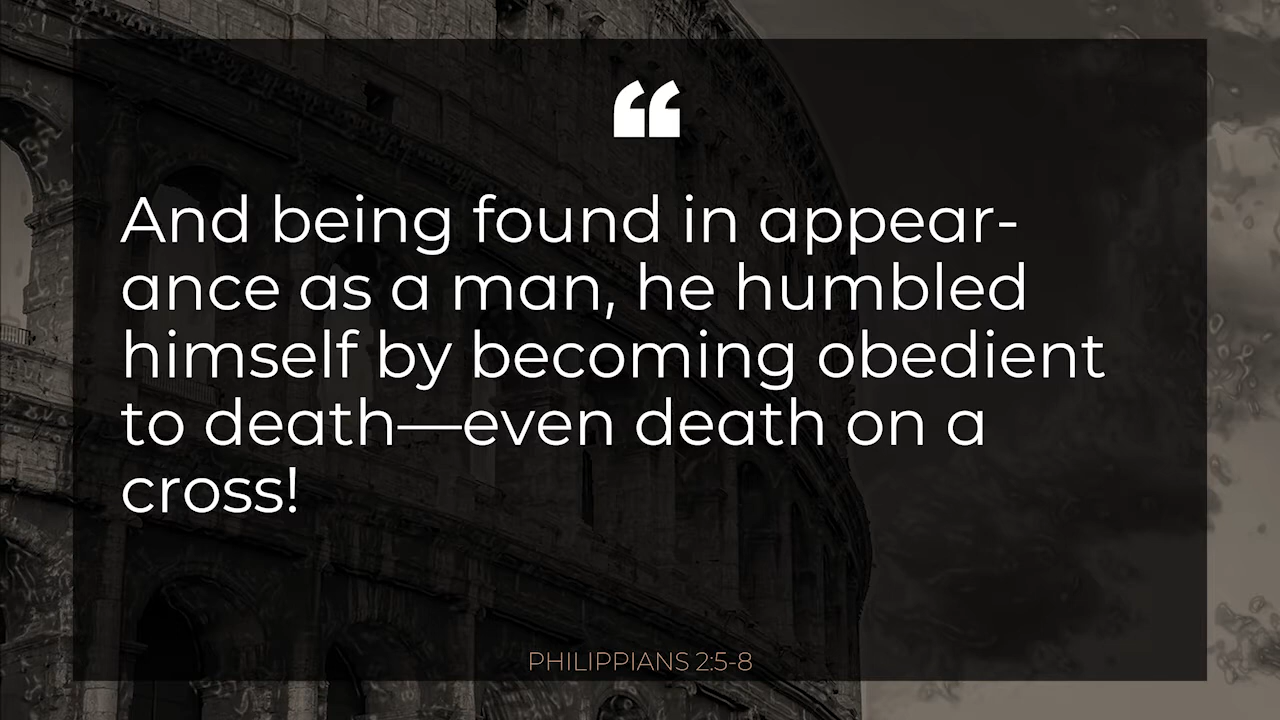 “
And being found in appear-
ance as a man, he humbled
himself by becoming obedient
to death—even death on a
cross!
PHILIPPIANS 2:5-8